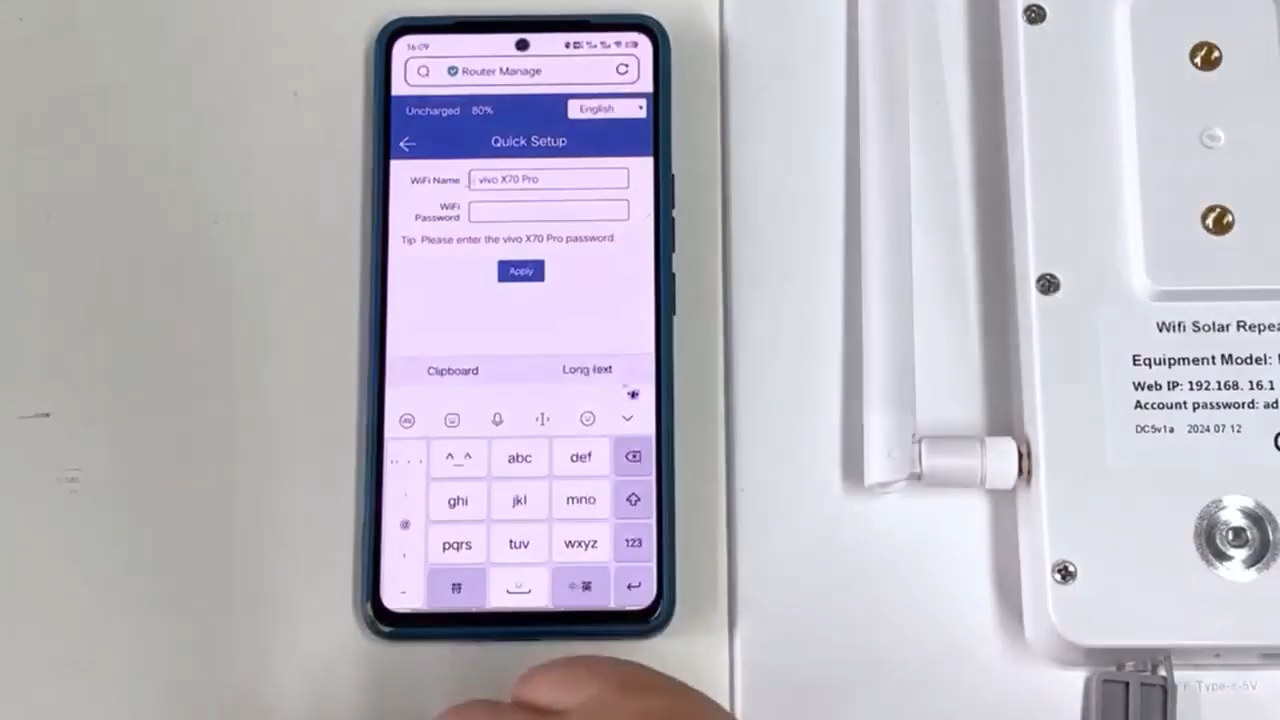 16:09
Router Manage
Uncharged 80%
English
Quick Setup
WiFi Name
vivo X70 Pro
WiFi
Password
Tip Please enter the vivo X70 Pro password
Apply
Clipboard
Long text
^_^
abc
def
ghi
jkl
mno
@
pqrs
tuv
wxyz
123
符
中英
Wifi Solar Repea
Equipment Model:
Web IP: 192.168. 16.1
Account password: ad
DC5v1a 2024.07.12
Type-c-5V